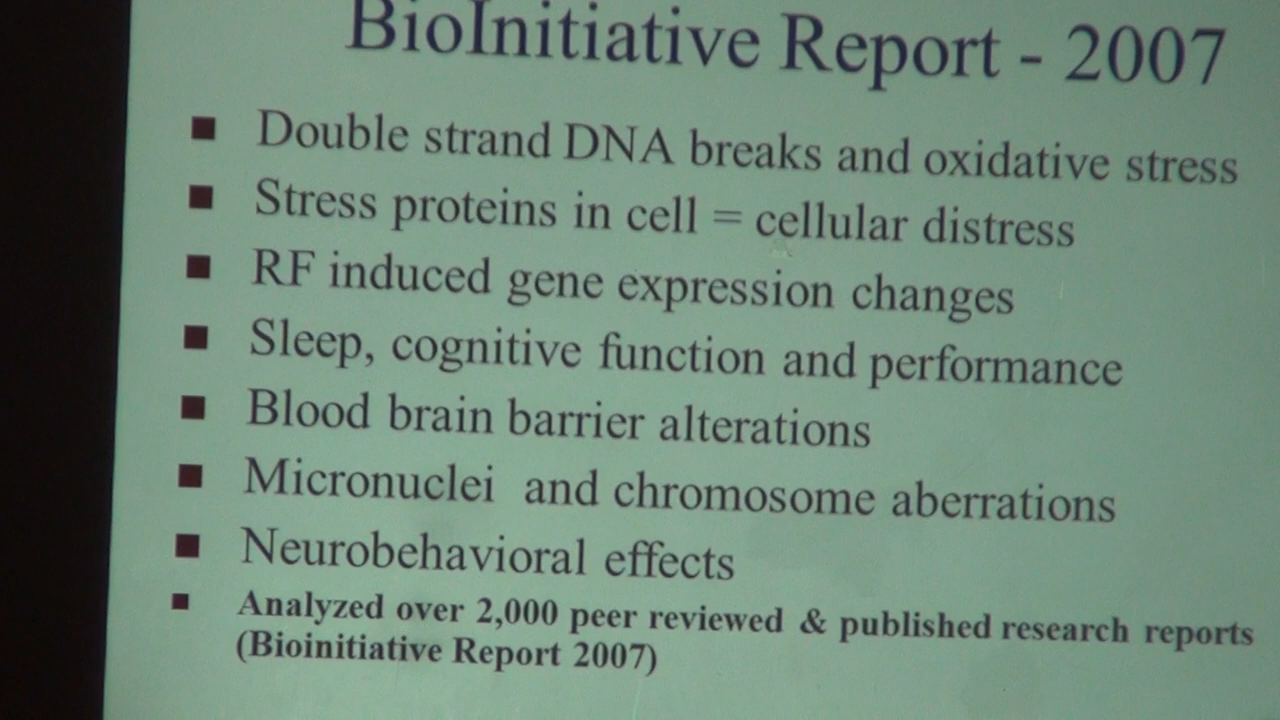 BioInitiative Report - 2007
■ Double strand DNA breaks and oxidative stress
■ Stress proteins in cell = cellular distress
■ RF induced gene expression changes
■ Sleep, cognitive function and performance
■ Blood brain barrier alterations
■ Micronuclei and chromosome aberrations
■ Neurobehavioral effects
■ Analyzed over 2,000 peer reviewed & published research reports
(Bioinitiative Report 2007)